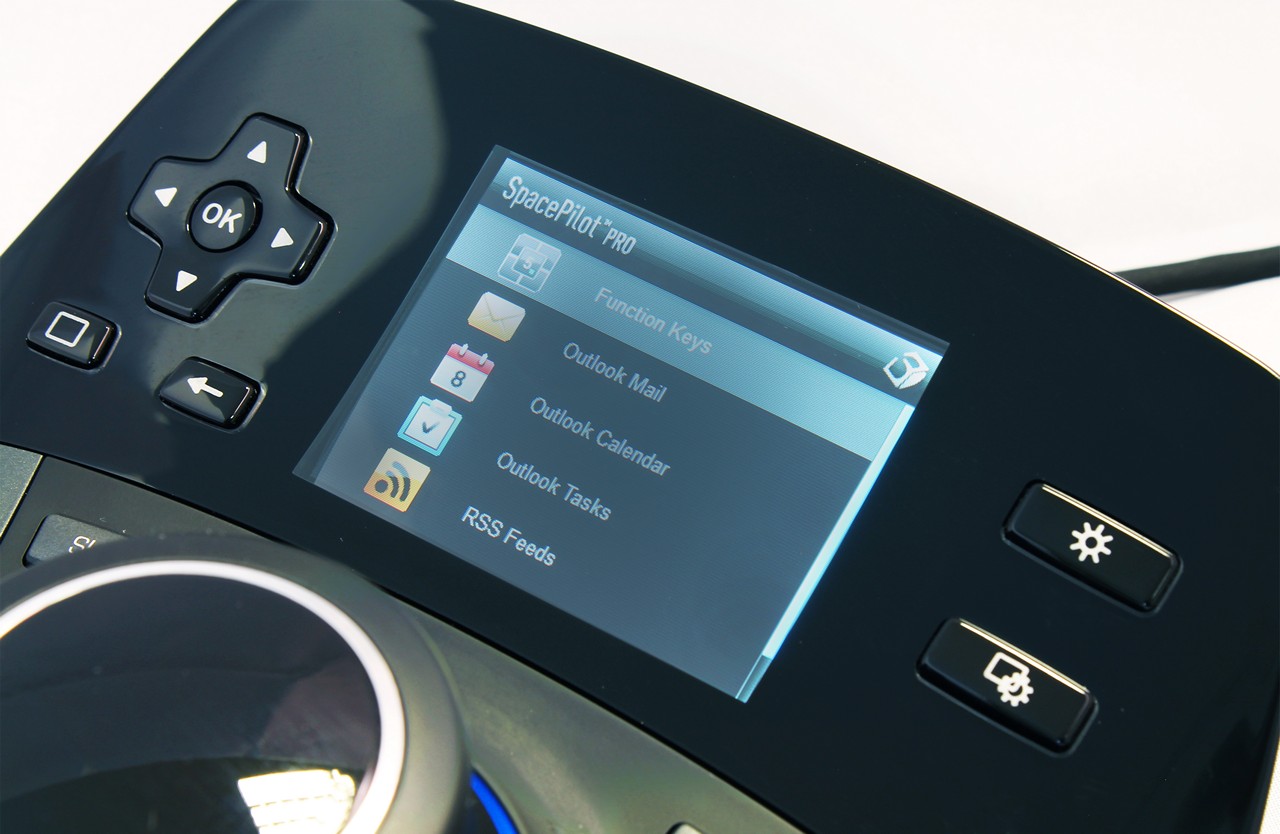 SpacePilot™ PRO
Function Keys
Outlook Mail
8
Outlook Calendar
Outlook Tasks
RSS Feeds
OK